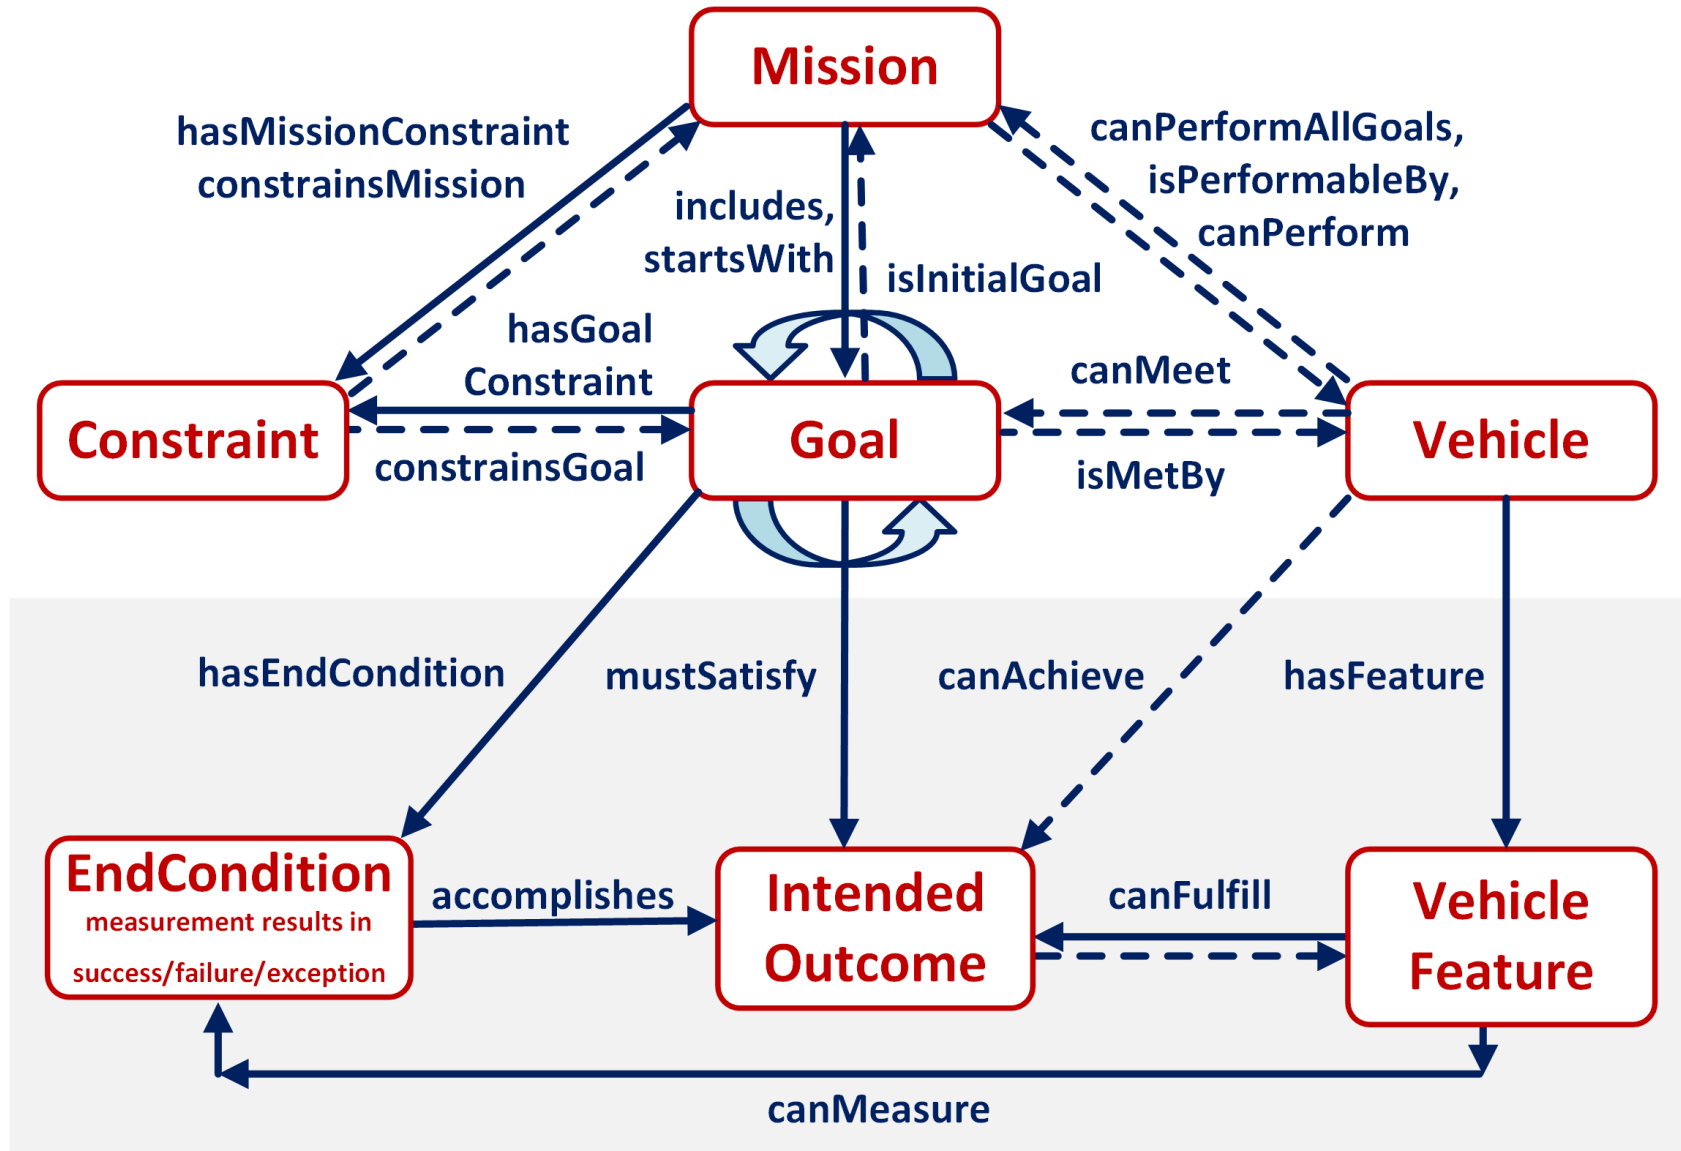 Mission
hasMissionConstraint
constrainsMission
canPerformAllGoals,
isPerformableBy,
canPerform
includes,
startsWith
isInitialGoal
hasGoal
Constraint
canMeet
Constraint
Goal
Vehicle
constrainsGoal
isMetBy
hasEndCondition
mustSatisfy
canAchieve
hasFeature
EndCondition
measurement results in
success/failure/exception
accomplishes
Intended
Outcome
canFulfill
Vehicle
Feature
canMeasure